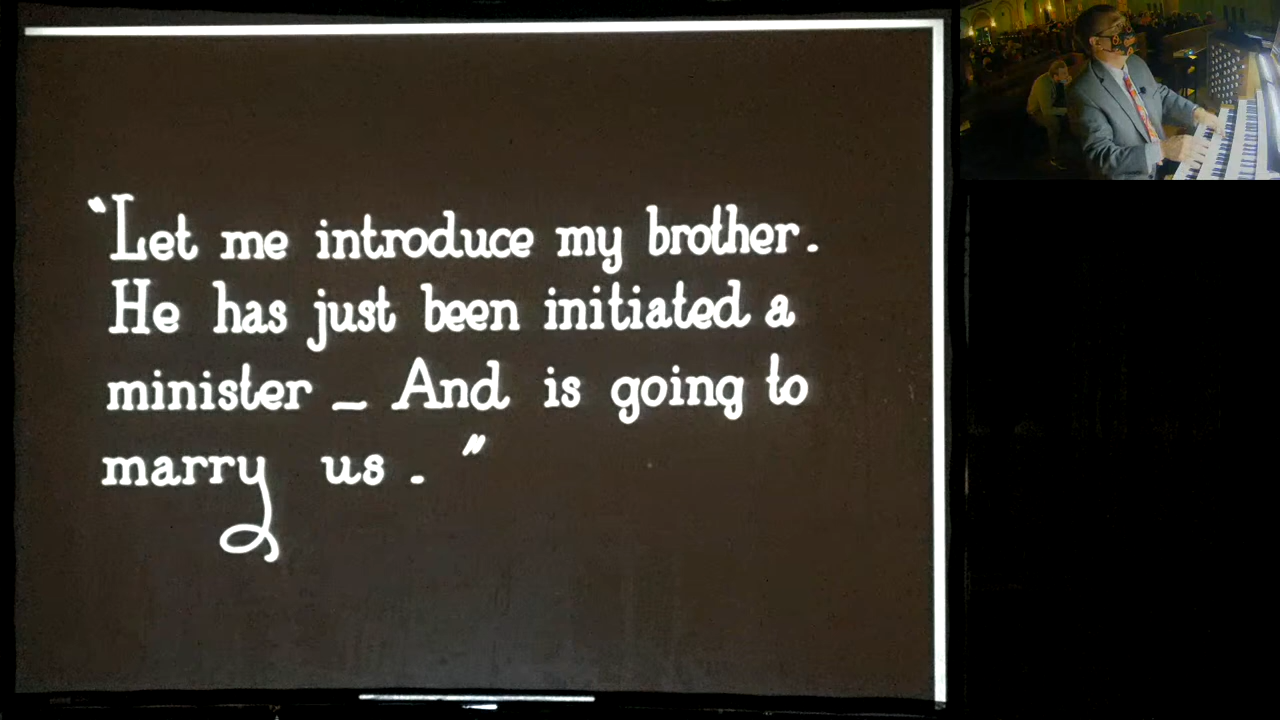 “Let me introduce my brother.
He has just been initiated a
minister — And is going to
marry us.”